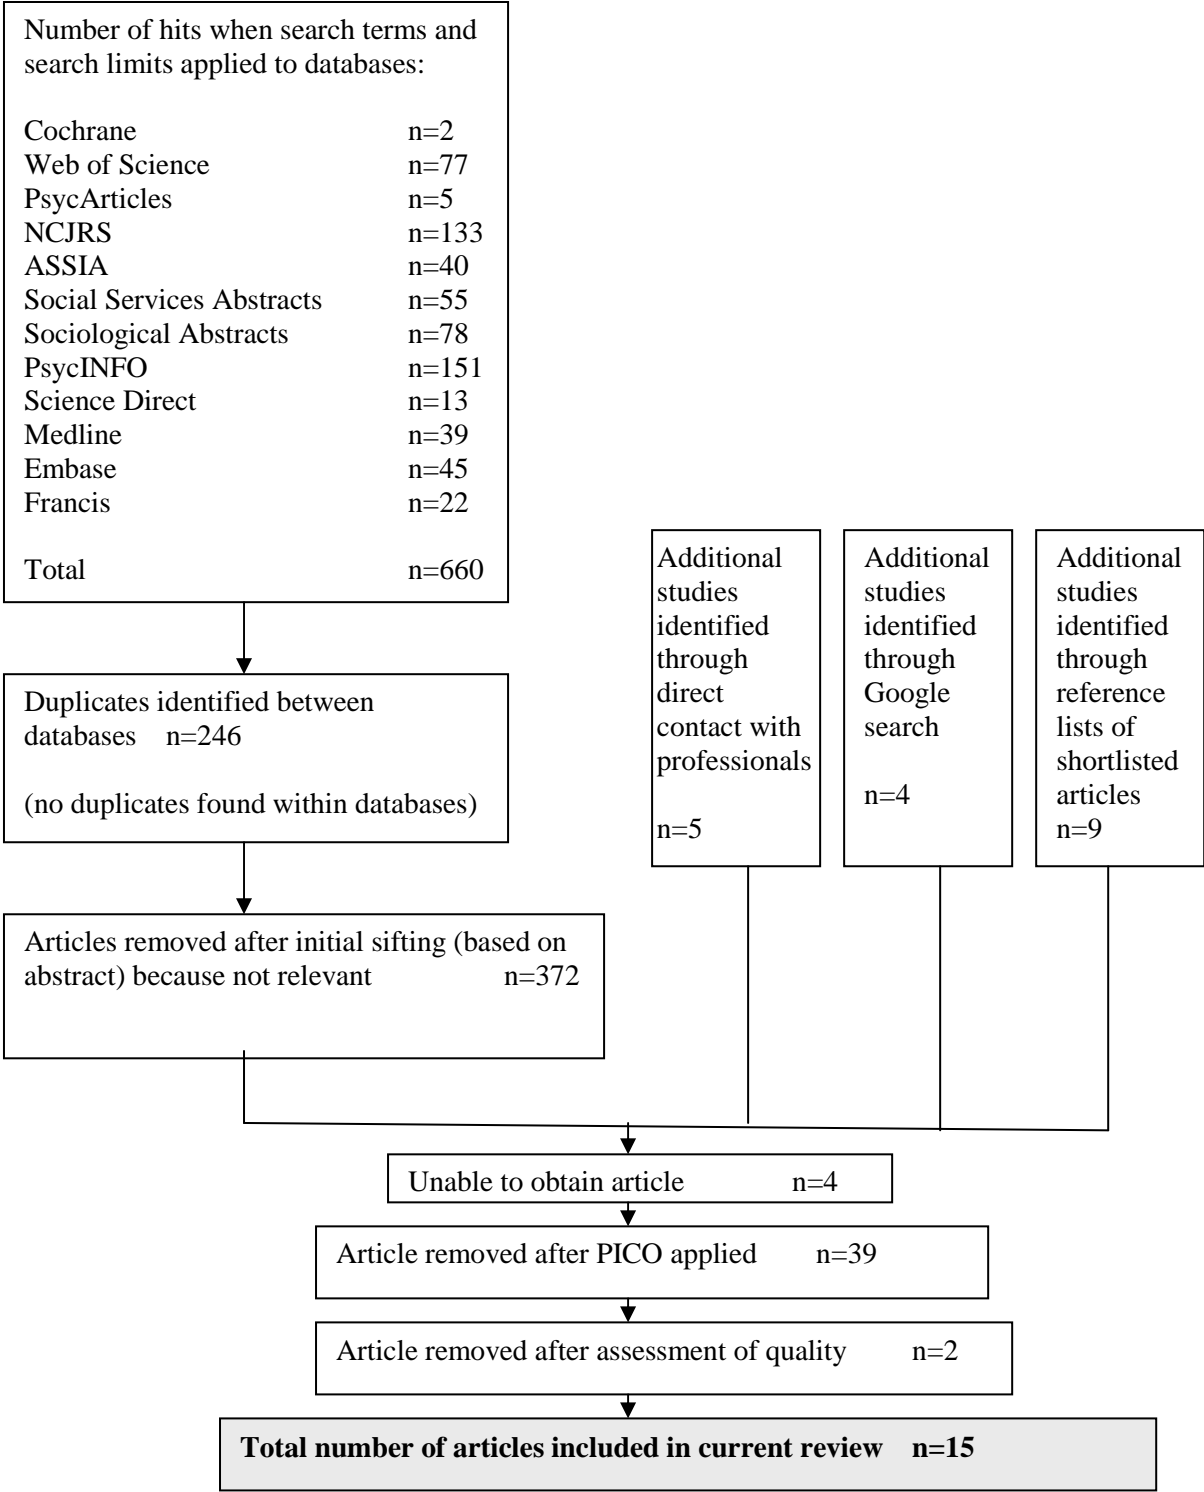 Number of hits when search terms and
search limits applied to databases:
Cochrane n=2
Web of Science n=77
PsycArticles n=5
NCJRS n=133
ASSIA n=40
Social Services Abstracts n=55
Sociological Abstracts n=78
PsycINFO n=151
Science Direct n=13
Medline n=39
Embase n=45
Francis n=22
Total n=660
Duplicates identified between
databases n=246
(no duplicates found within databases)
Articles removed after initial sifting (based on
abstract) because not relevant n=372
Additional
studies
identified
through
direct
contact with
professionals
n=5
Additional
studies
identified
through
Google
search
n=4
Additional
studies
identified
through
reference
lists of
shortlisted
articles
n=9
Unable to obtain article n=4
Article removed after PICO applied n=39
Article removed after assessment of quality n=2
Total number of articles included in current review n=15